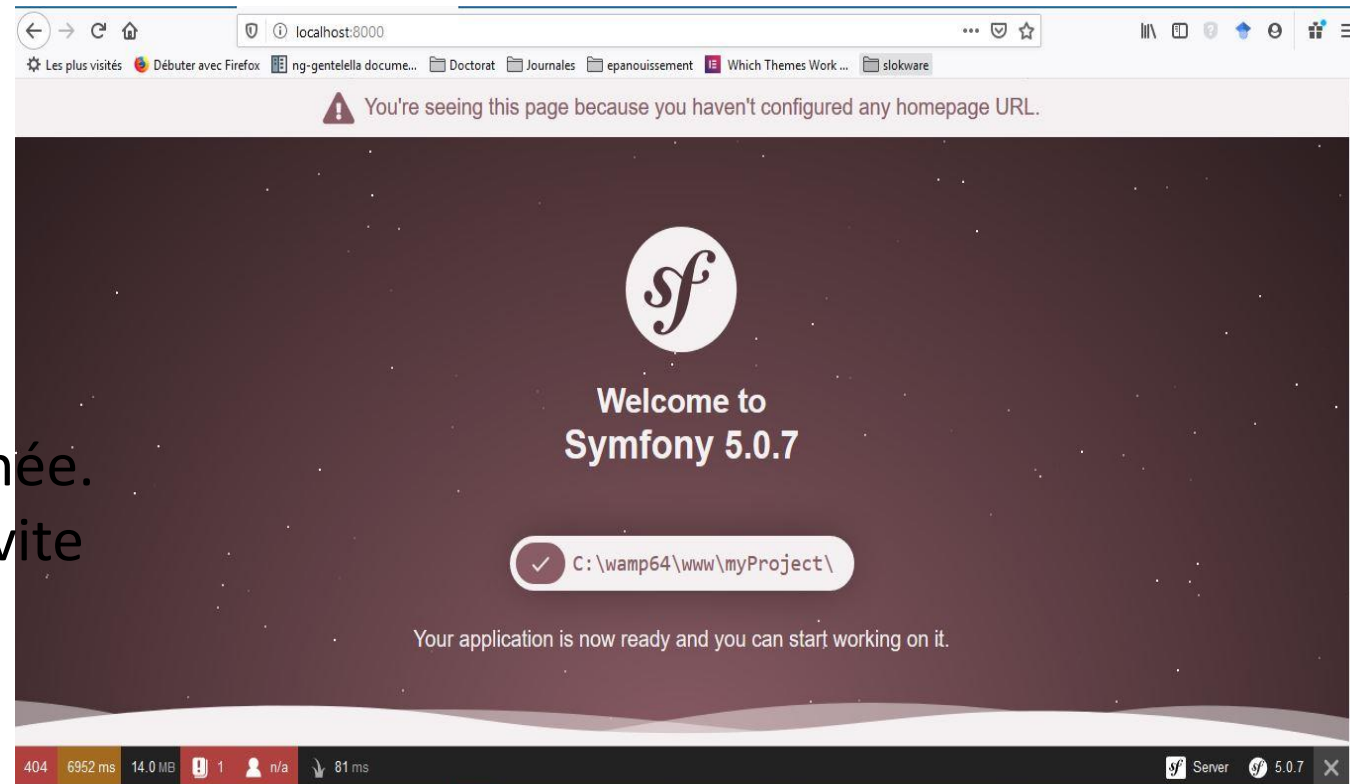 localhost:8000
Les plus visités Débuter avec Firefox ng-gentelella docume... Doctorat Journales epanouissement Which Themes Work ... slokware
You're seeing this page because you haven't configured any homepage URL.
sf
Welcome to
Symfony 5.0.7
née.
vite
C:\wamp64\www\myProject\
Your application is now ready and you can start working on it.
404 6952 ms 14.0 MB 1 n/a 81 ms sf Server sf 5.0.7